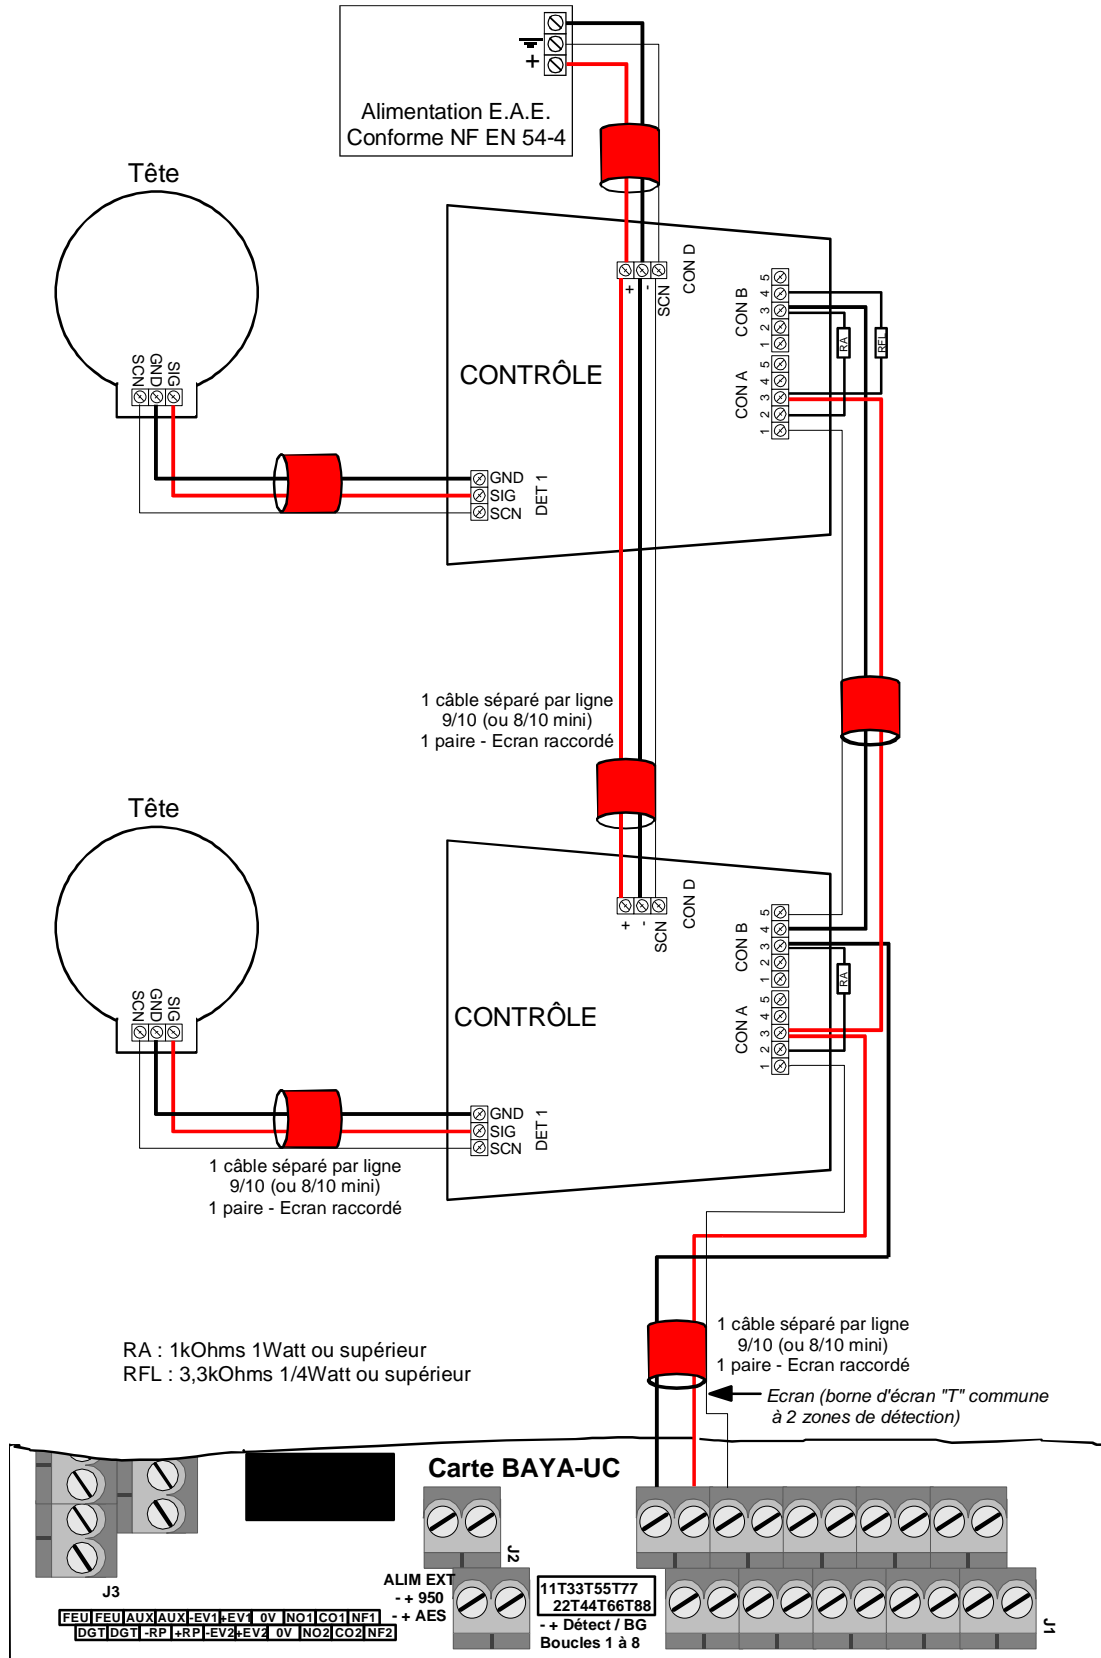 +
Alimentation E.A.E.
Conforme NF EN 54-4
Tête
SCN
GND
SIG
+
-
SCN
CON D
CON B
5
4
3
2
1
CON A
5
4
3
2
1
RA
RFL
CONTRÔLE
GND
SIG
SCN
DET 1
1 câble séparé par ligne
9/10 (ou 8/10 mini)
1 paire - Ecran raccordé
Tête
SCN
GND
SIG
+
-
SCN
CON D
CON B
5
4
3
2
1
CON A
5
4
3
2
1
RA
CONTRÔLE
GND
SIG
SCN
DET 1
1 câble séparé par ligne
9/10 (ou 8/10 mini)
1 paire - Ecran raccordé
1 câble séparé par ligne
9/10 (ou 8/10 mini)
1 paire - Ecran raccordé
RA : 1kOhms 1Watt ou supérieur
RFL : 3,3kOhms 1/4Watt ou supérieur
Ecran (borne d'écran "T" commune
à 2 zones de détection)
Carte BAYA-UC
J3
J2
J1
ALIM EXT
- + 950
- + AES
11T33T55T77
22T44T66T88
- + Détect / BG
Boucles 1 à 8
FEU FEU AUX AUX -EV1 +EV1 0V NO1 CO1 NF1
DGT DGT -RP +RP -EV2 +EV2 0V NO2 CO2 NF2